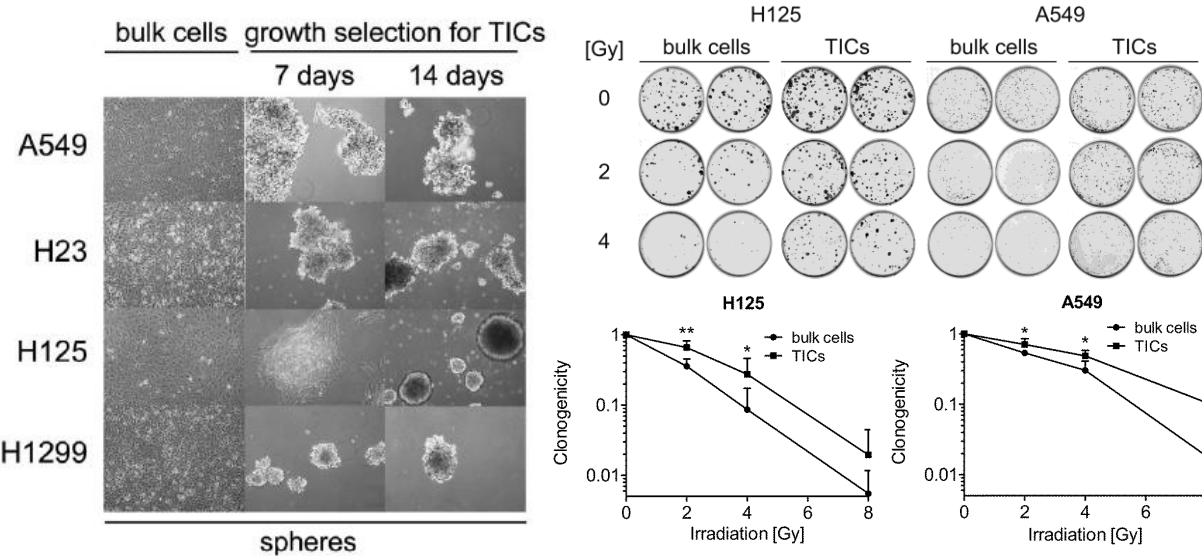 bulk cells growth selection for TICs
7 days 14 days
A549
H23
H125
H1299
spheres
H125 A549
[Gy] bulk cells TICs bulk cells TICs
0
2
4
H125
Clonogenicity
1
0.1
0.01
** *
bulk cells
TICs
0 2 4 6 8
Irradiation [Gy]
A549
Clonogenicity
1
0.1
0.01
* *
bulk cells
TICs
0 2 4 6
Irradiation [Gy]